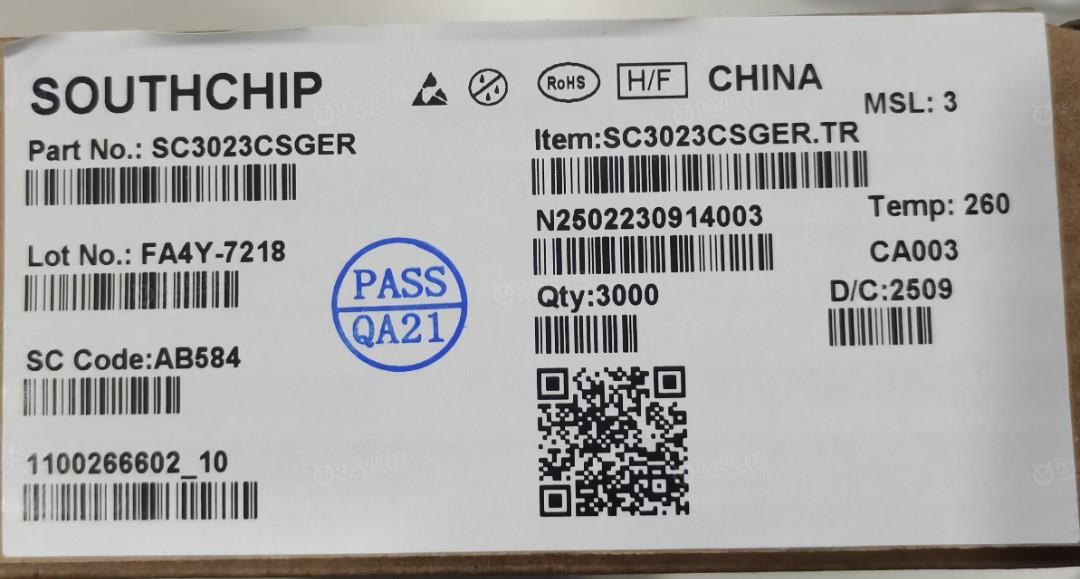 SOUTHCHIP
RoHS
H/F
CHINA
MSL: 3
Part No.: SC3023CSGER
Item:SC3023CSGER.TR
Temp: 260
N2502230914003
Lot No.: FA4Y-7218
CA003
PASS
QA21
Qty:3000
D/C:2509
SC Code:AB584
1100266602_10